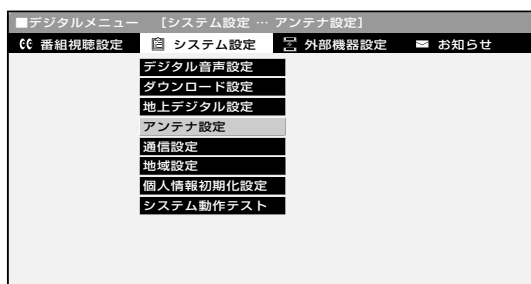 ■デジタルメニュー [システム設定 … アンテナ設定]
番組視聴設定 システム設定 外部機器設定 お知らせ
デジタル音声設定
ダウンロード設定
地上デジタル設定
アンテナ設定
通信設定
地域設定
個人情報初期化設定
システム動作テスト